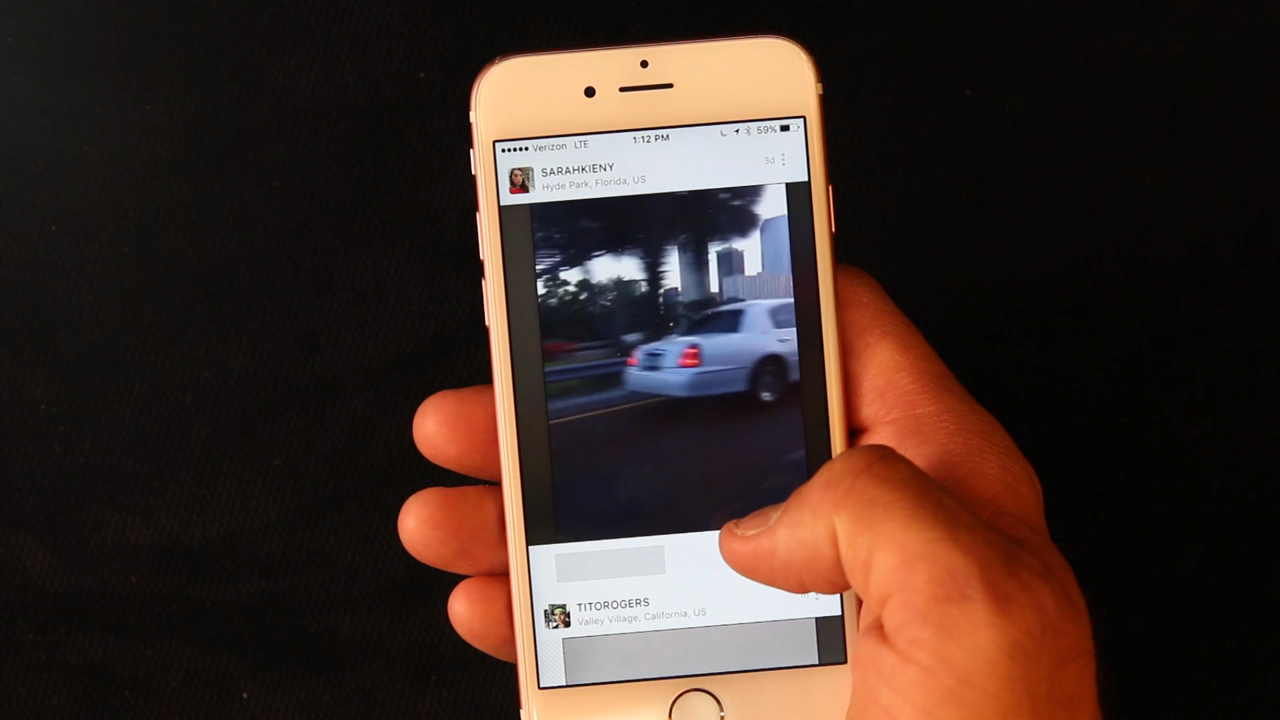 Verizon LTE 1:12 PM 59%
SARAHKIENY 3d
Hyde Park, Florida, US
TITOROGERS
Valley Village, California, US